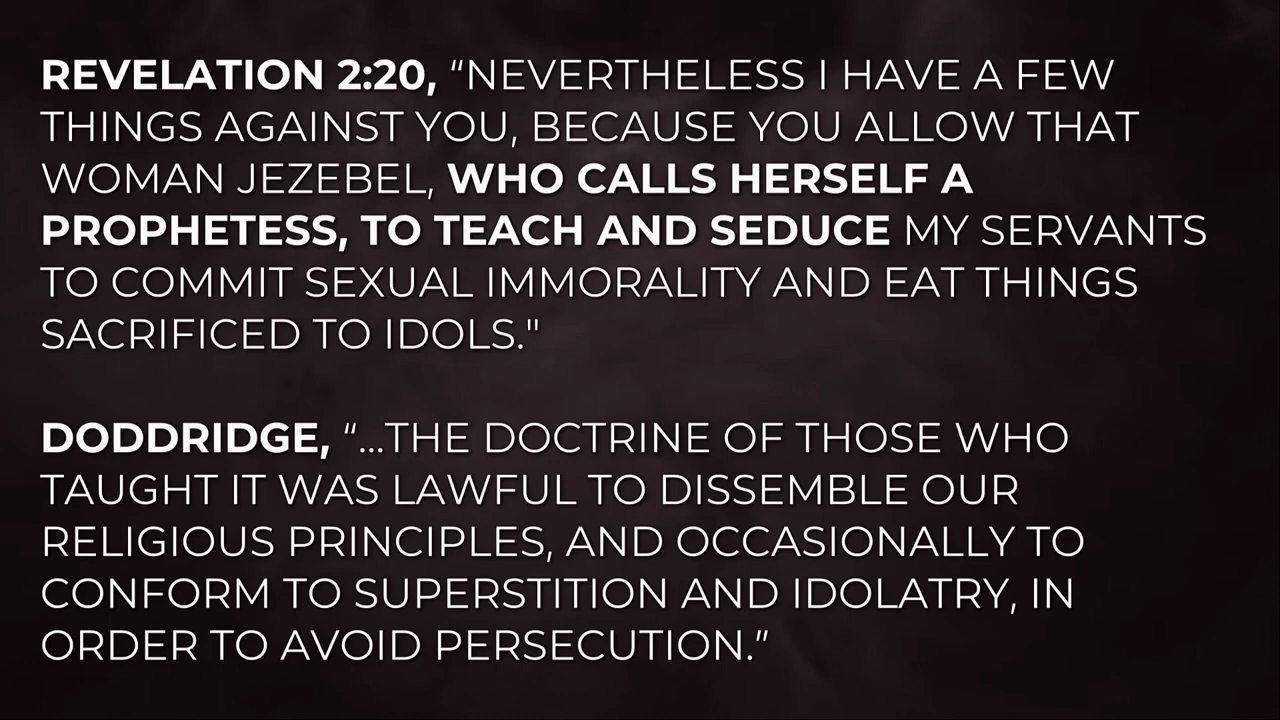 REVELATION 2:20, “NEVERTHELESS I HAVE A FEW
THINGS AGAINST YOU, BECAUSE YOU ALLOW THAT
WOMAN JEZEBEL, WHO CALLS HERSELF A
PROPHETESS, TO TEACH AND SEDUCE MY SERVANTS
TO COMMIT SEXUAL IMMORALITY AND EAT THINGS
SACRIFICED TO IDOLS."
DODDRIDGE, “...THE DOCTRINE OF THOSE WHO
TAUGHT IT WAS LAWFUL TO DISSEMBLE OUR
RELIGIOUS PRINCIPLES, AND OCCASIONALLY TO
CONFORM TO SUPERSTITION AND IDOLATRY, IN
ORDER TO AVOID PERSECUTION.”